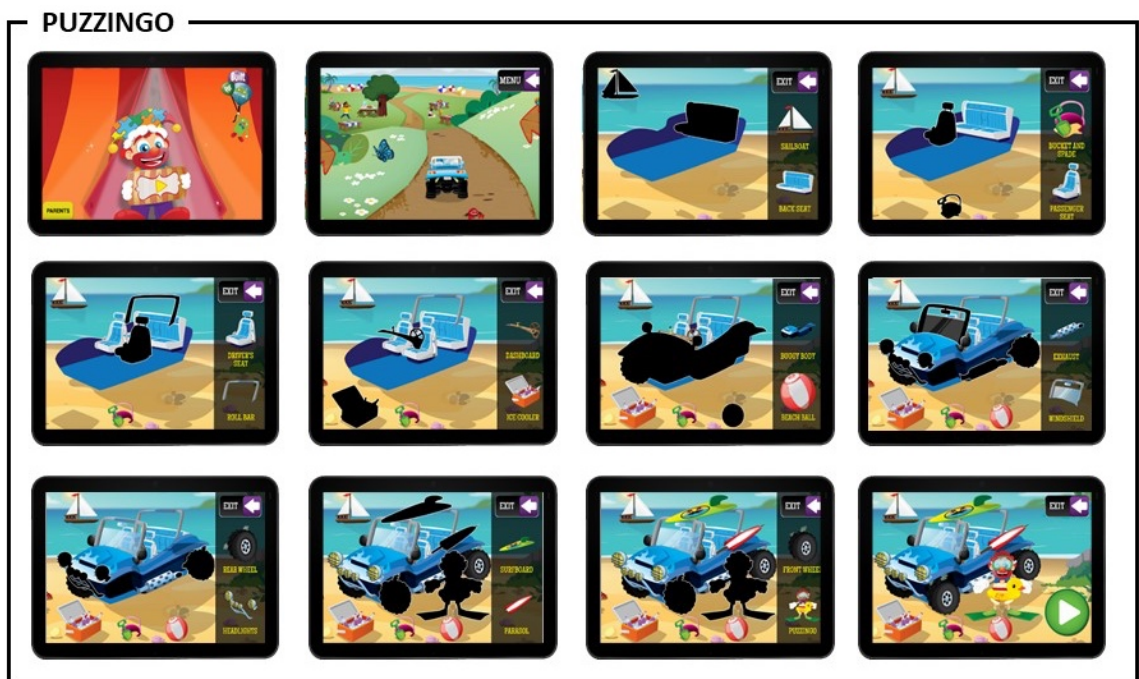 PUZZINGO
PARENTS
MENU
EXIT
SAILBOAT
BACK SEAT
EXIT
BUCKET AND
SPADE
PASSENGER
SEAT
EXIT
DRIVER'S
SEAT
ROLL BAR
EXIT
DASHBOARD
ICE COOLER
EXIT
BUGGY BODY
BEACH BALL
EXIT
EXHAUST
WINDSHIELD
EXIT
REAR WHEEL
HEADLIGHTS
EXIT
SURFBOARD
PARASOL
EXIT
FRONT WHEE
PUZZINGO
EXIT